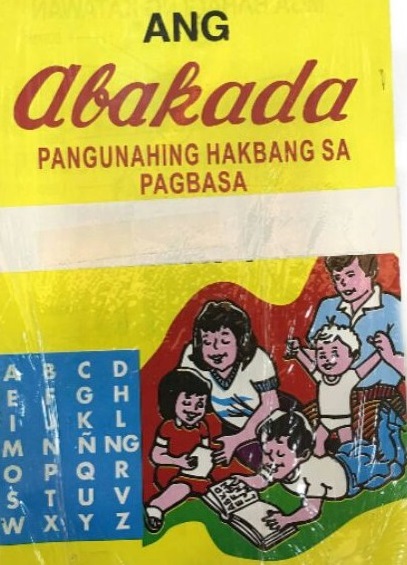 ANG
Abakada
PANGUNAHING HAKBANG SA
PAGBASA
A B C D
E F G H
I J K L
M N Ñ NG
O P Q R
S T U V
W X Y Z